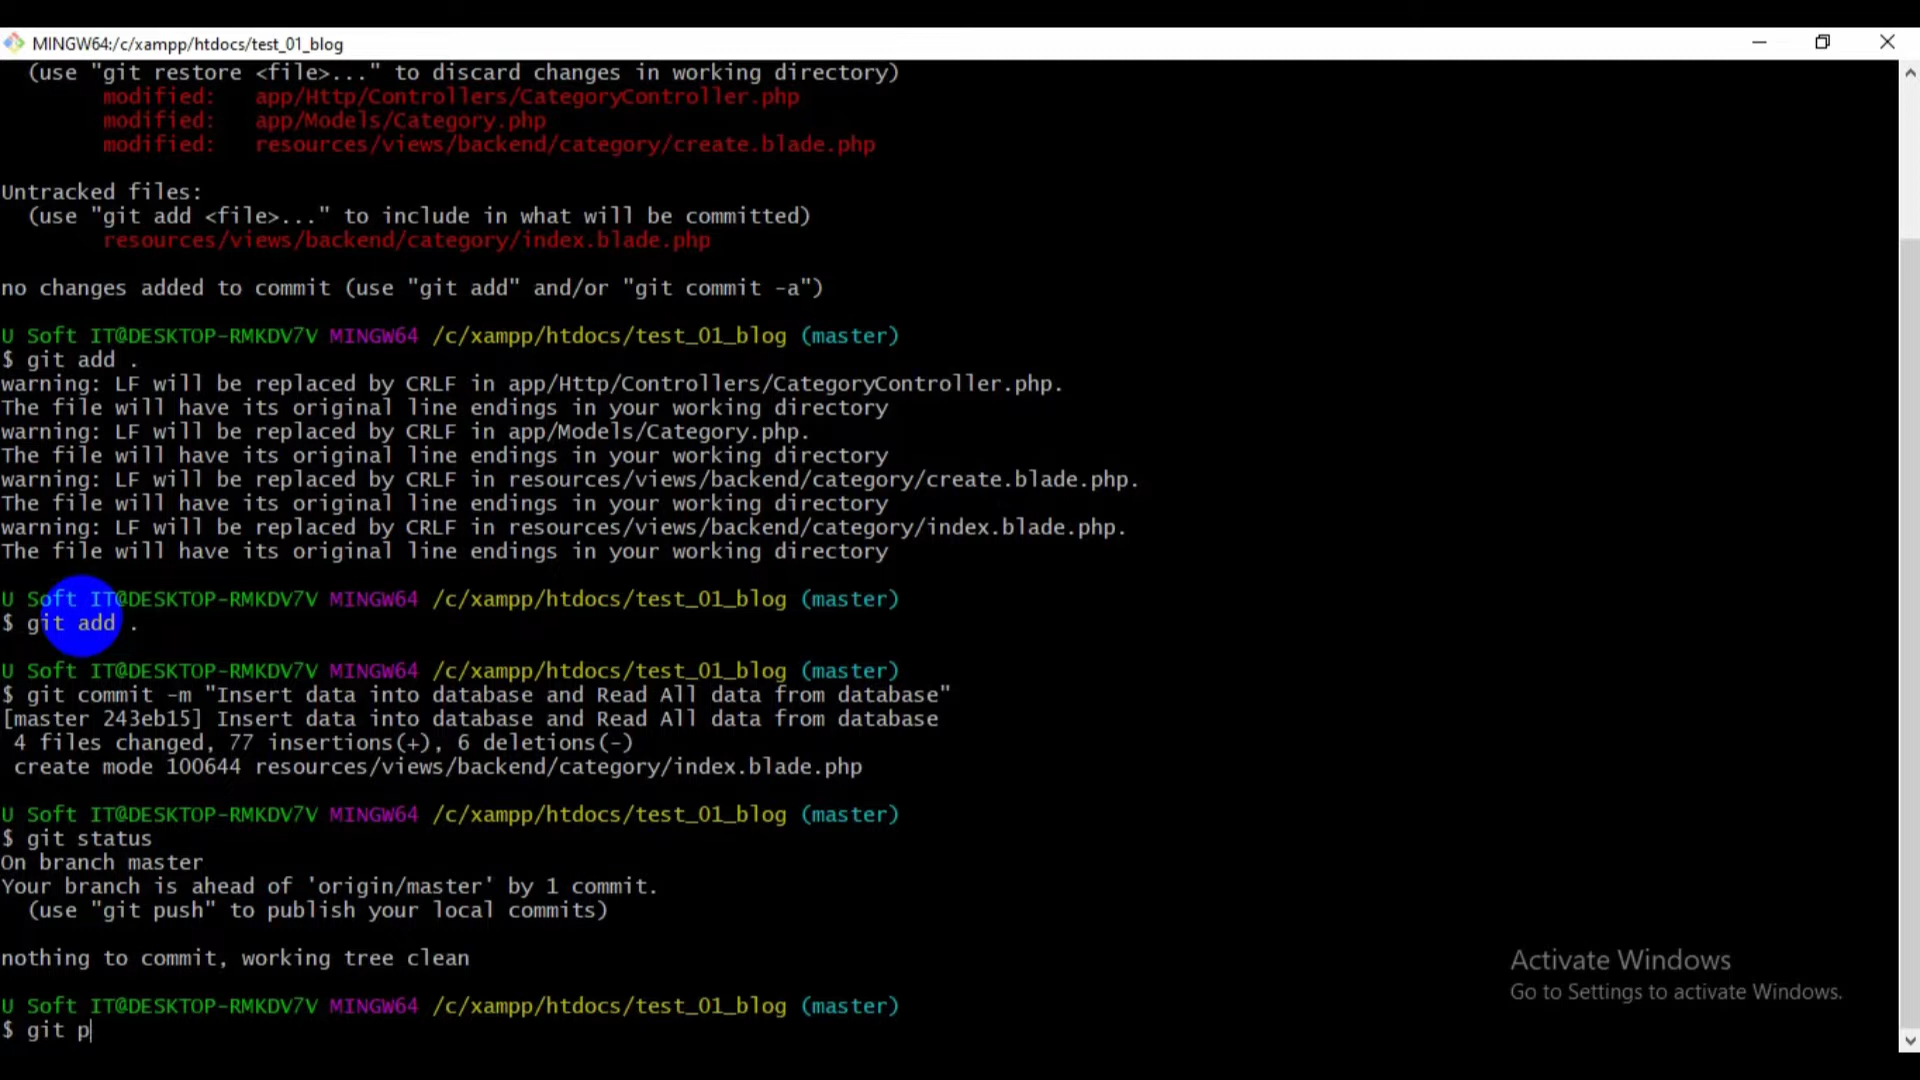 MINGW64:/c/xampp/htdocs/test_01_blog
(use "git restore <file>..." to discard changes in working directory)
modified:   app/Http/Controllers/CategoryController.php
modified:   app/Models/Category.php
modified:   resources/views/backend/category/create.blade.php
Untracked files:
(use "git add <file>..." to include in what will be committed)
resources/views/backend/category/index.blade.php
no changes added to commit (use "git add" and/or "git commit -a")
U Soft IT@DESKTOP-RMKDV7V MINGW64 /c/xampp/htdocs/test_01_blog (master)
$ git add .
warning: LF will be replaced by CRLF in app/Http/Controllers/CategoryController.php.
The file will have its original line endings in your working directory
warning: LF will be replaced by CRLF in app/Models/Category.php.
The file will have its original line endings in your working directory
warning: LF will be replaced by CRLF in resources/views/backend/category/create.blade.php.
The file will have its original line endings in your working directory
warning: LF will be replaced by CRLF in resources/views/backend/category/index.blade.php.
The file will have its original line endings in your working directory
U Soft IT@DESKTOP-RMKDV7V MINGW64 /c/xampp/htdocs/test_01_blog (master)
$ git add .
U Soft IT@DESKTOP-RMKDV7V MINGW64 /c/xampp/htdocs/test_01_blog (master)
$ git commit -m "Insert data into database and Read All data from database"
[master 243eb15] Insert data into database and Read All data from database
4 files changed, 77 insertions(+), 6 deletions(-)
create mode 100644 resources/views/backend/category/index.blade.php
U Soft IT@DESKTOP-RMKDV7V MINGW64 /c/xampp/htdocs/test_01_blog (master)
$ git status
On branch master
Your branch is ahead of 'origin/master' by 1 commit.
(use "git push" to publish your local commits)
nothing to commit, working tree clean
U Soft IT@DESKTOP-RMKDV7V MINGW64 /c/xampp/htdocs/test_01_blog (master)
$ git p
Activate Windows
Go to Settings to activate Windows.